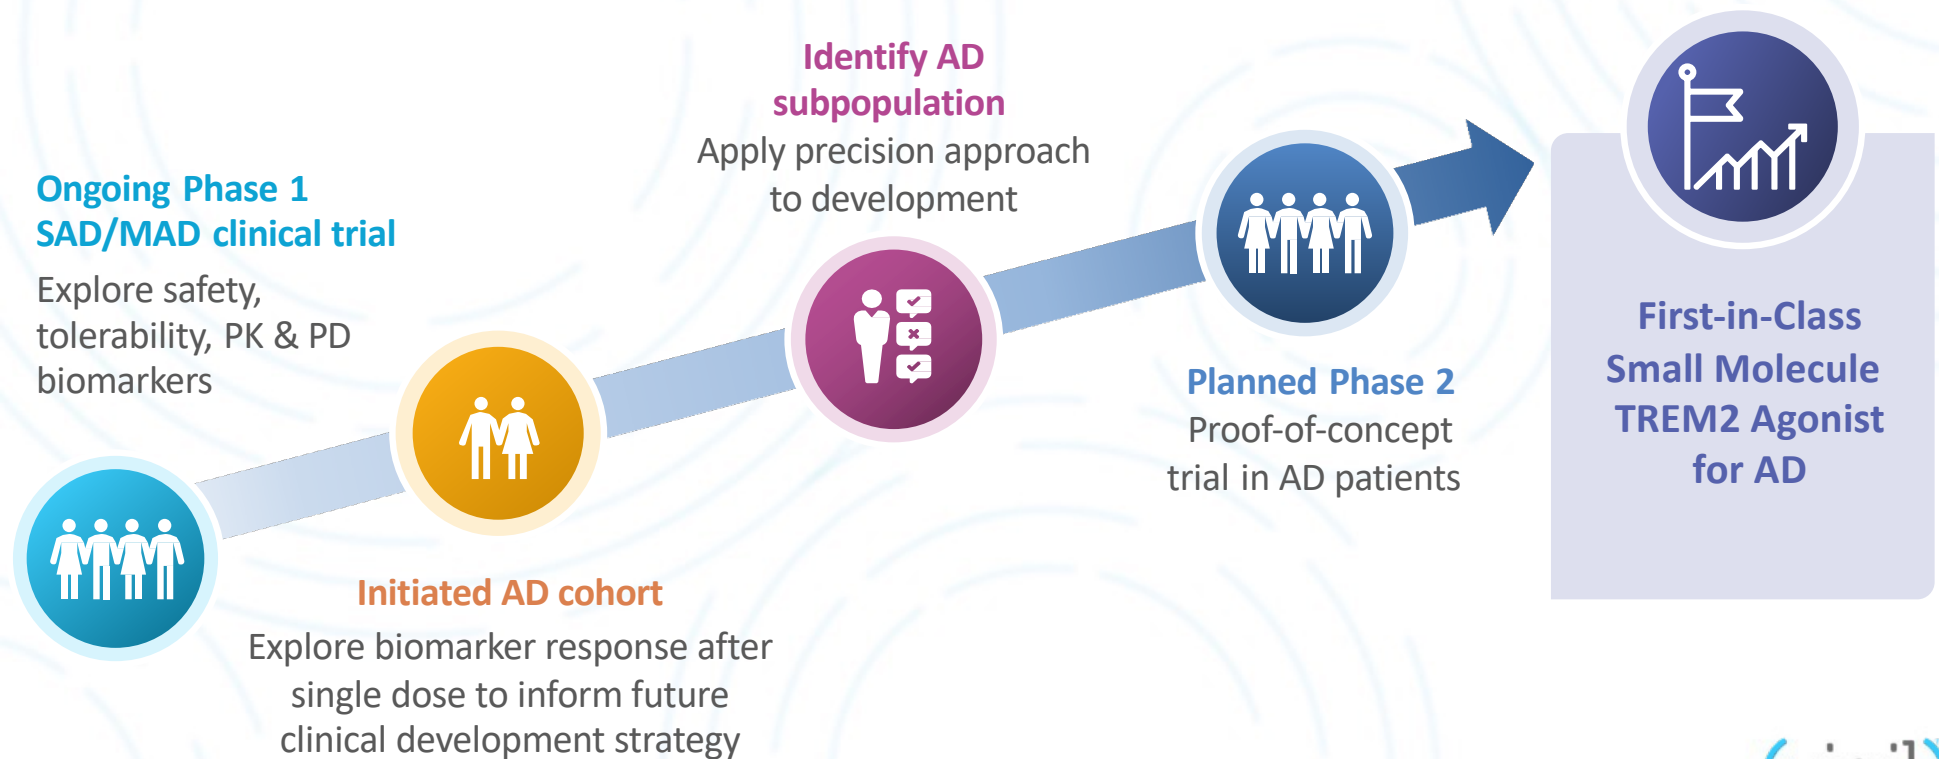 Ongoing Phase 1
SAD/MAD clinical trial
Explore safety,
tolerability, PK & PD
biomarkers
Initiated AD cohort
Explore biomarker response after
single dose to inform future
clinical development strategy
Identify AD
subpopulation
Apply precision approach
to development
Planned Phase 2
Proof-of-concept
trial in AD patients
First-in-Class
Small Molecule
TREM2 Agonist
for AD